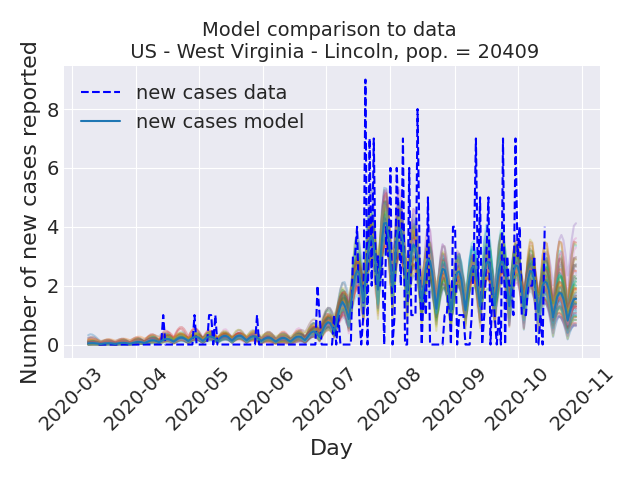 Model comparison to data
US - West Virginia - Lincoln, pop. = 20409
Number of new cases reported
8
6
4
2
0
new cases data
new cases model
2020-03
2020-04
2020-05
2020-06
2020-07
2020-08
2020-09
2020-10
2020-11
Day